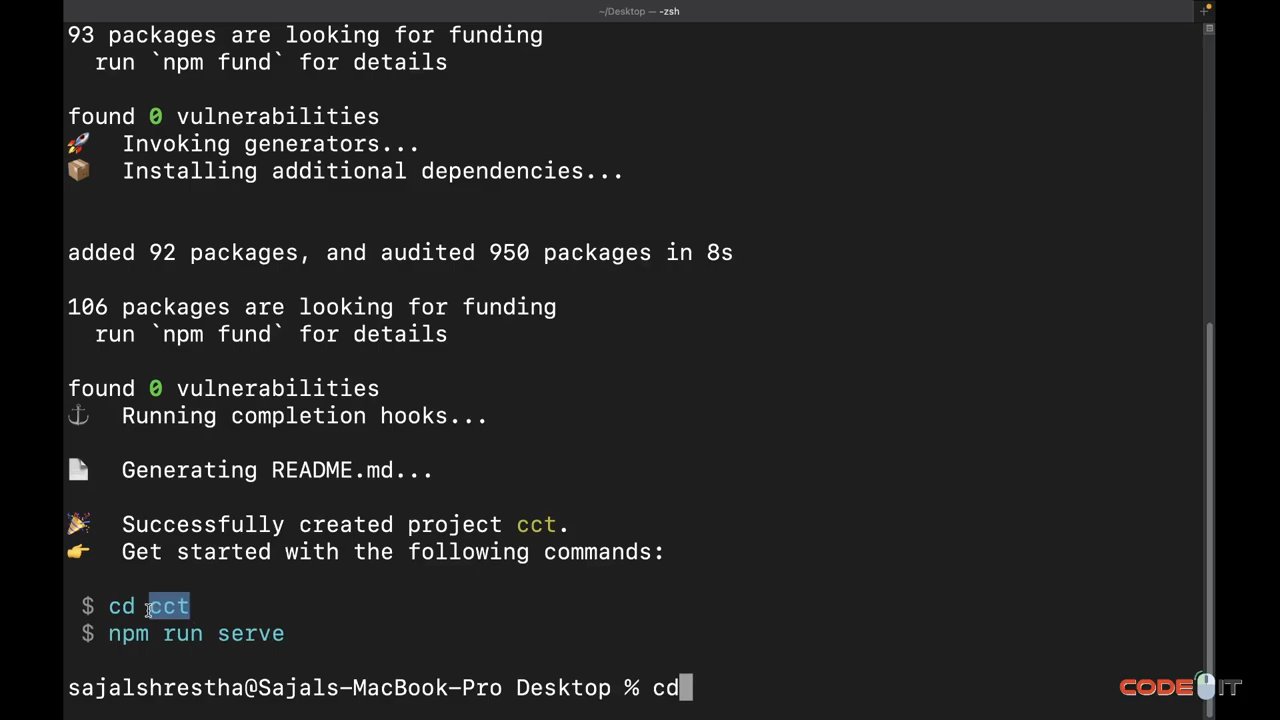 ~/Desktop — -zsh
93 packages are looking for funding
run `npm fund` for details
found 0 vulnerabilities
🚀 Invoking generators...
📦 Installing additional dependencies...
added 92 packages, and audited 950 packages in 8s
106 packages are looking for funding
run `npm fund` for details
found 0 vulnerabilities
⚓ Running completion hooks...
📄 Generating README.md...
🎉 Successfully created project cct.
👉 Get started with the following commands:
$ cd cct
$ npm run serve
sajalshrestha@Sajals-MacBook-Pro Desktop % cd
CODE IT